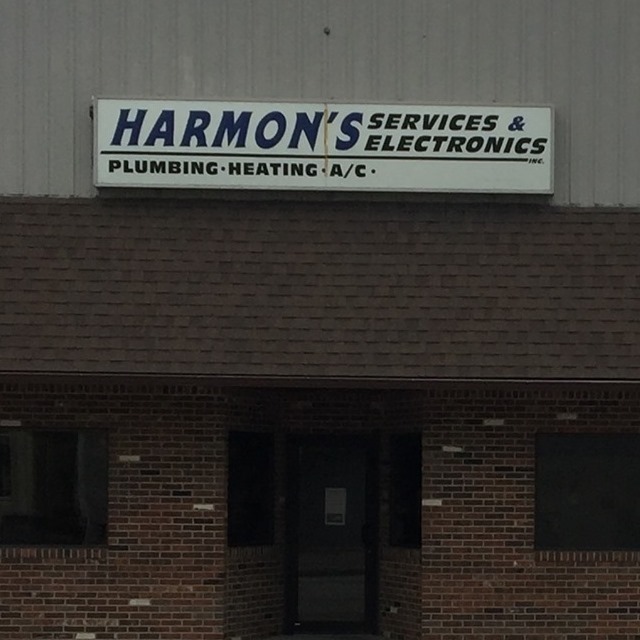 HARMON'S SERVICES &
ELECTRONICS
INC.
PLUMBING·HEATING·A/C·